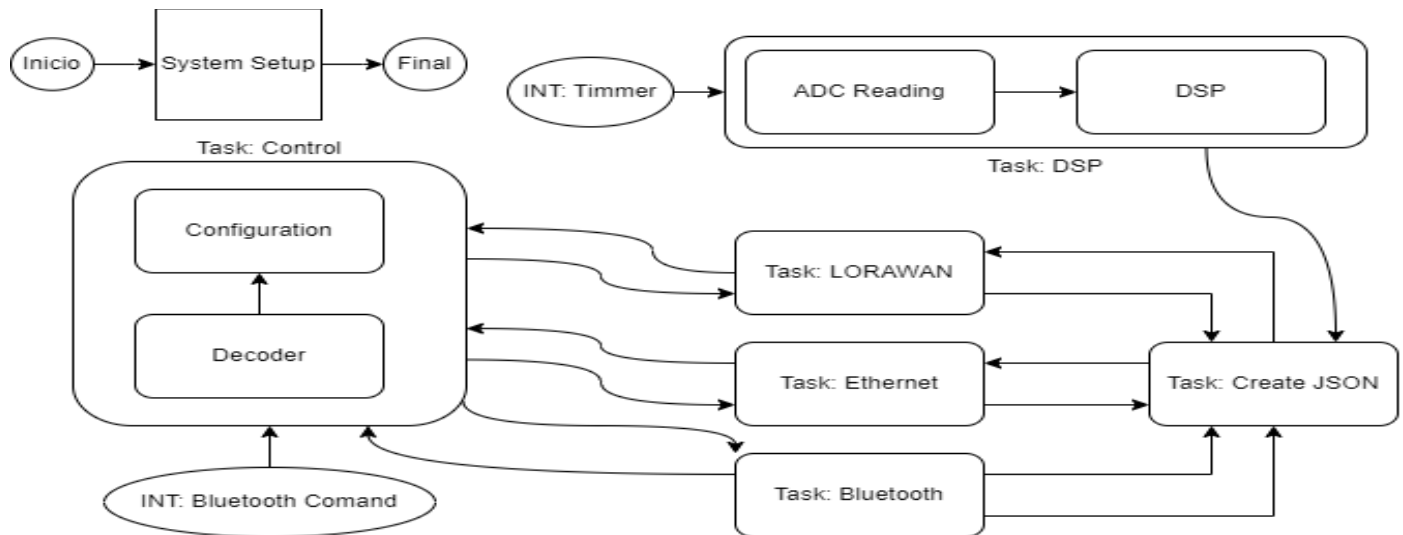 Inicio
System Setup
Final
INT: Timmer
ADC Reading
DSP
Task: DSP
Task: Control
Configuration
Decoder
INT: Bluetooth Comand
Task: LORAWAN
Task: Ethernet
Task: Bluetooth
Task: Create JSON